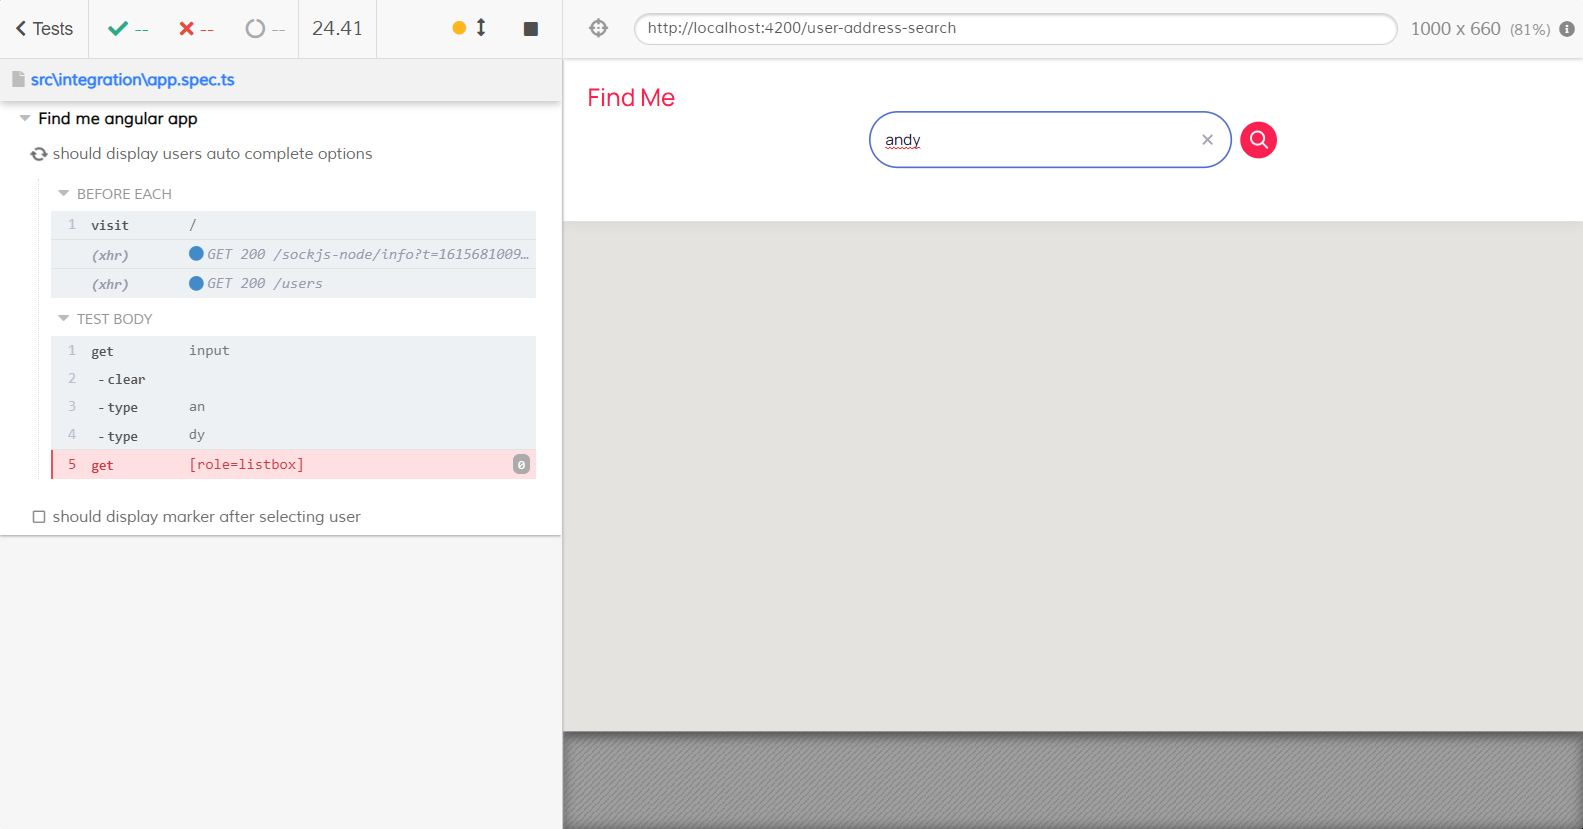 Tests
--
--
--
24.41
http://localhost:4200/user-address-search
1000 x 660 (81%)
src\integration\app.spec.ts
Find me angular app
should display users auto complete options
BEFORE EACH
1 visit /
(xhr) GET 200 /sockjs-node/info?t=1615681009…
(xhr) GET 200 /users
TEST BODY
1 get input
2 -clear
3 -type an
4 -type dy
5 get [role=listbox] 0
should display marker after selecting user
Find Me
andy